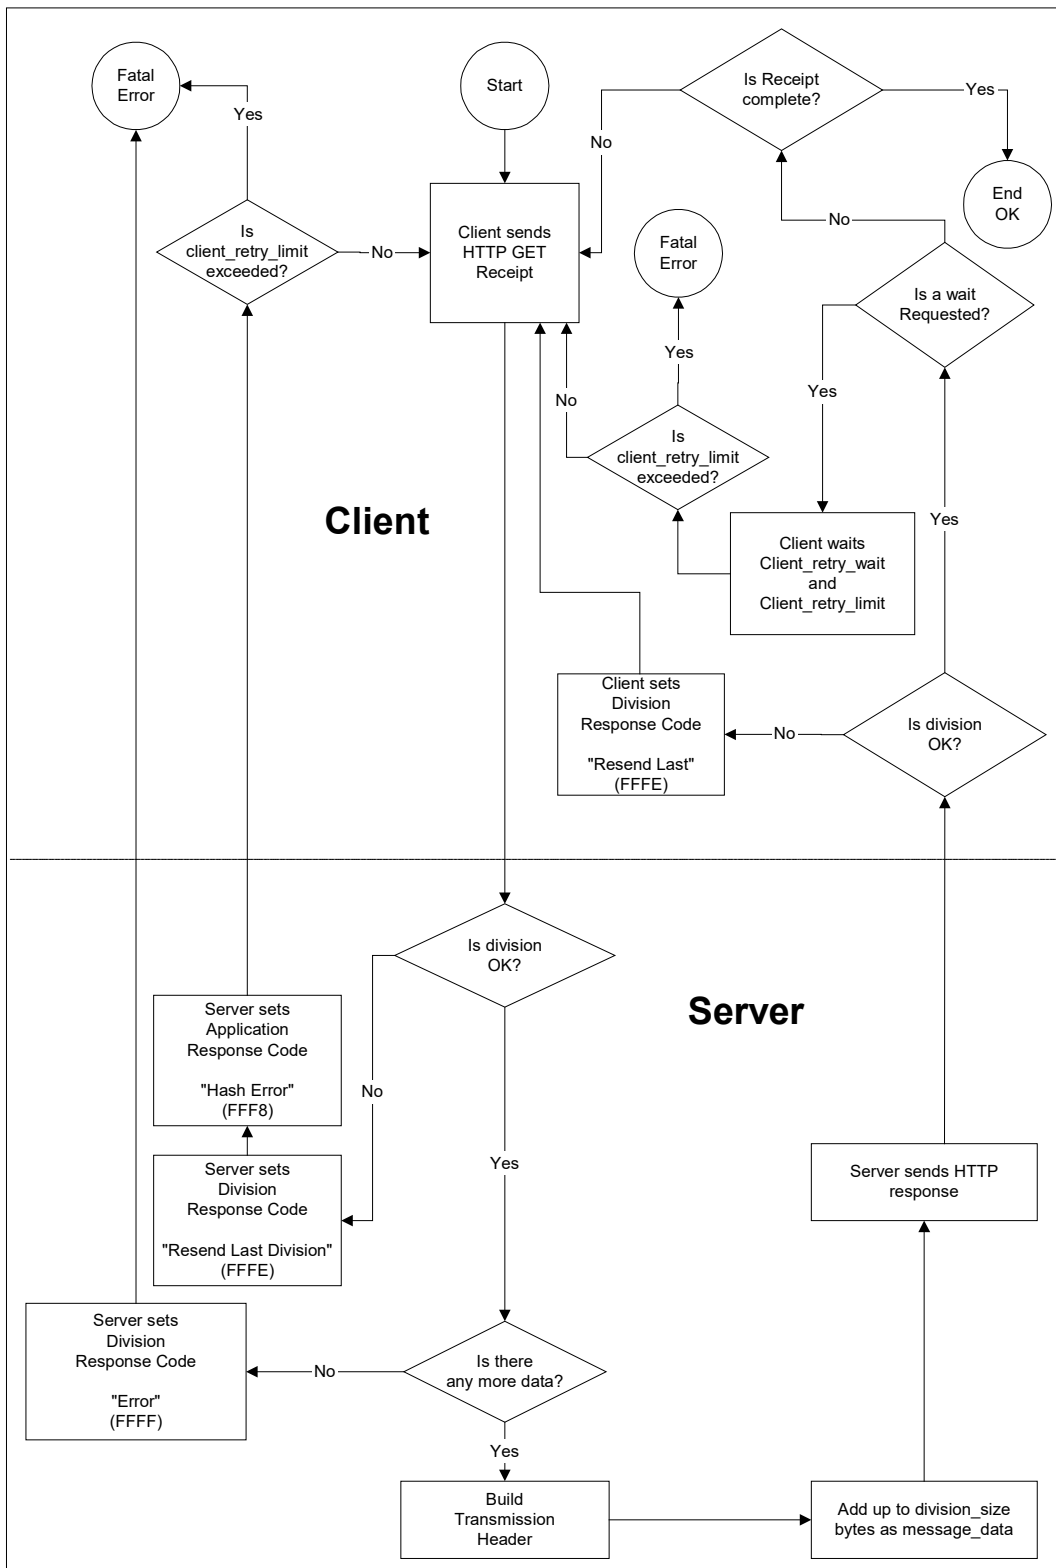 Fatal
Error
Start
Is Receipt
complete?
Yes
Yes
No
End
OK
Is
client_retry_limit
exceeded?
No
Client sends
HTTP GET
Receipt
Fatal
Error
No
Is a wait
Requested?
Yes
Yes
No
Is
client_retry_limit
exceeded?
Client
Yes
Client waits
Client_retry_wait
and
Client_retry_limit
Client sets
Division
Response Code
"Resend Last"
(FFFE)
No
Is division
OK?
Is division
OK?
Server
Server sets
Application
Response Code
"Hash Error"
(FFF8)
No
Yes
Server sets
Division
Response Code
"Resend Last Division"
(FFFE)
Server sends HTTP
response
Server sets
Division
Response Code
"Error"
(FFFF)
No
Is there
any more data?
Yes
Build
Transmission
Header
Add up to division_size
bytes as message_data